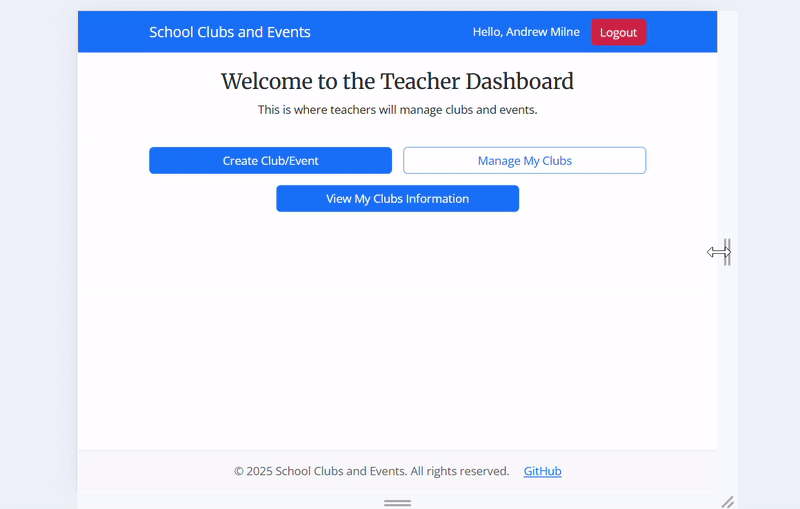 School Clubs and Events Hello, Andrew Milne Logout
Welcome to the Teacher Dashboard
This is where teachers will manage clubs and events.
Create Club/Event Manage My Clubs
View My Clubs Information
© 2025 School Clubs and Events. All rights reserved. GitHub